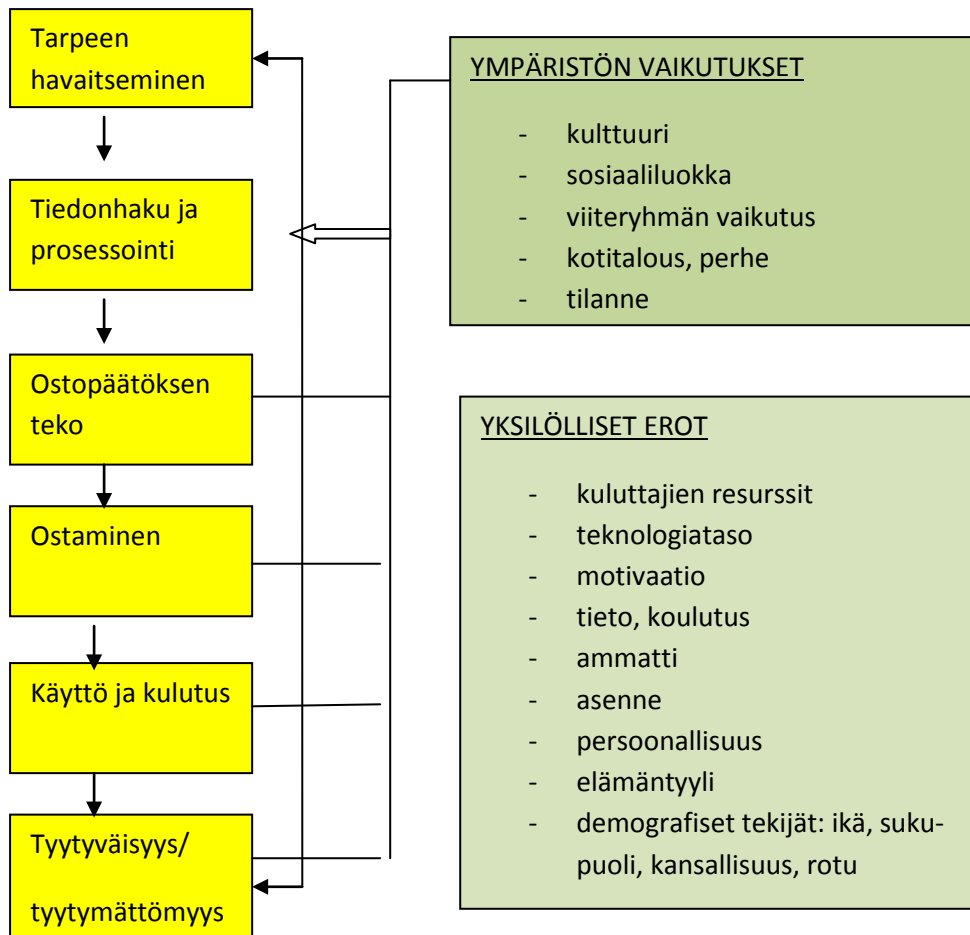 Tarpeen
havaitseminen
Tiedonhaku ja
prosessointi
Ostopäätöksen
teko
Ostaminen
Käyttö ja kulutus
Tyytyväisyys/
tyytymättömyys
YMPÄRISTÖN VAIKUTUKSET
- kulttuuri
- sosiaaliluokka
- viiteryhmän vaikutus
- kotitalous, perhe
- tilanne
YKSILÖLLISET EROT
- kuluttajien resurssit
- teknologiataso
- motivaatio
- tieto, koulutus
- ammatti
- asenne
- persoonallisuus
- elämäntyyli
- demografiset tekijät: ikä, suku-
puoli, kansallisuus, rotu